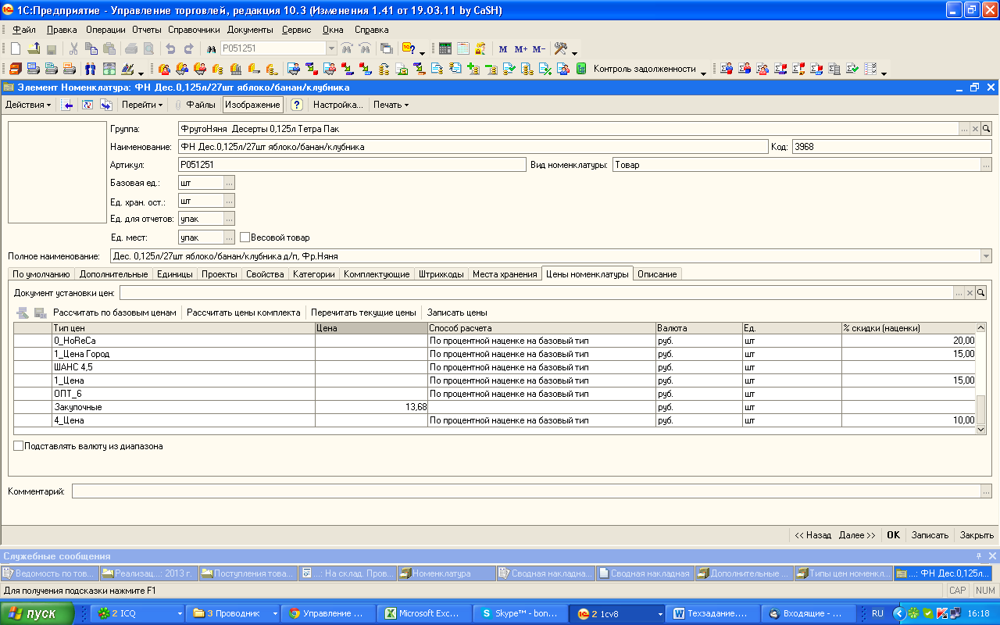 1С:Предприятие - Управление торговлей, редакция 10.3 (Изменения 1.41 от 19.03.11 by CaSH)
Файл Правка Операции Отчеты Справочники Документы Сервис Окна Справка
P051251 M M+ M-
Контроль задолженности
Элемент Номенклатура: ФН Дес.0,125л/27шт яблоко/банан/клубника
Действия Перейти Файлы Изображение Настройка... Печать
Группа: ФрутоНяня Десерты 0,125л Тетра Пак
Наименование: ФН Дес.0,125л/27шт яблоко/банан/клубника Код: 3968
Артикул: P051251 Вид номенклатуры: Товар
Базовая ед.: шт
Ед. хран. ост.: шт
Ед. для отчетов: упак
Ед. мест: упак Весовой товар
Полное наименование: Дес. 0,125л/27шт яблоко/банан/клубника д/п, Фр.Няня
По умолчанию Дополнительные Единицы Проекты Свойства Категории Комплектующие Штрихкоды Места хранения Цены номенклатуры Описание
Документ установки цен:
Рассчитать по базовым ценам Рассчитать цены комплекта Перечитать текущие цены Записать цены
Тип цен Цена Способ расчета Валюта Ед. % скидки (наценки)
0_HoReCa По процентной наценке на базовый тип руб. шт 20,00
1_Цена Город По процентной наценке на базовый тип руб. шт 15,00
ШАНС 4,5 По процентной наценке на базовый тип руб. шт
1_Цена По процентной наценке на базовый тип руб. шт 15,00
ОПТ_6 По процентной наценке на базовый тип руб. шт
Закупочные 13,68 руб. шт
4_Цена По процентной наценке на базовый тип руб. шт 10,00
Подставлять валюту из диапазона
Комментарий:
<< Назад Далее >> OK Записать Закрыть
Служебные сообщения
Ведомость по тов... Реализац...: 2013 г. Поступления това... ...: На склад. Пров... Номенклатура Сводная накладна... Сводная накладная Дополнительные ... Типы цен номенкл... ...: ФН Дес.0,125л...
Для получения подсказки нажмите F1 CAP NUM
пуск 2 ICQ 3 Проводник Управление ... Microsoft Exc... Skype™ - bon... 2 1cv8 Техзадание.... Входящие - ... RU 16:18